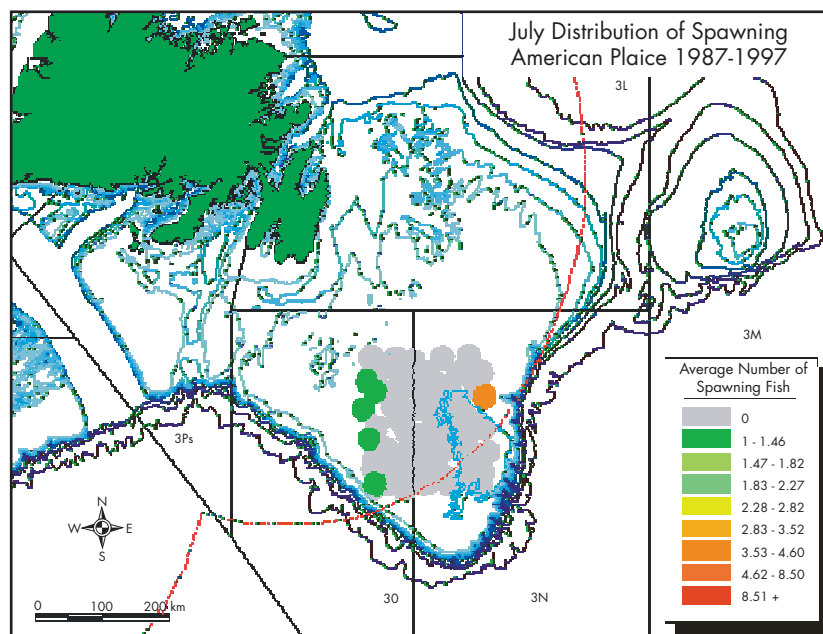 July Distribution of Spawning
American Plaice 1987-1997
3L
3M
3Ps
3O
3N
N
W E
S
0 100 200 km
Average Number of
Spawning Fish
0
1 - 1.46
1.47 - 1.82
1.83 - 2.27
2.28 - 2.82
2.83 - 3.52
3.53 - 4.60
4.62 - 8.50
8.51 +